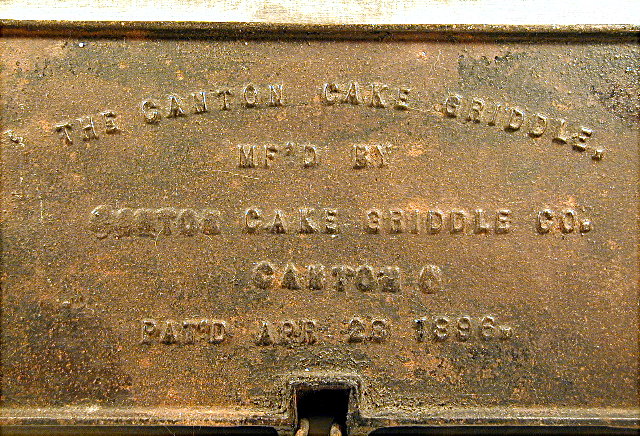 THE CANTON CAKE GRIDDLE,
MF'D BY
CANTON CAKE GRIDDLE CO.
CANTON O
PAT'D APR 28 1896.